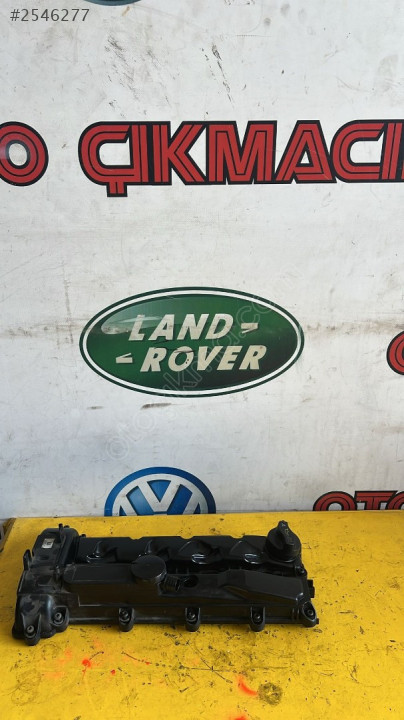 #2546277
O ÇIKMACI
LAND-
-ROVER
OTO